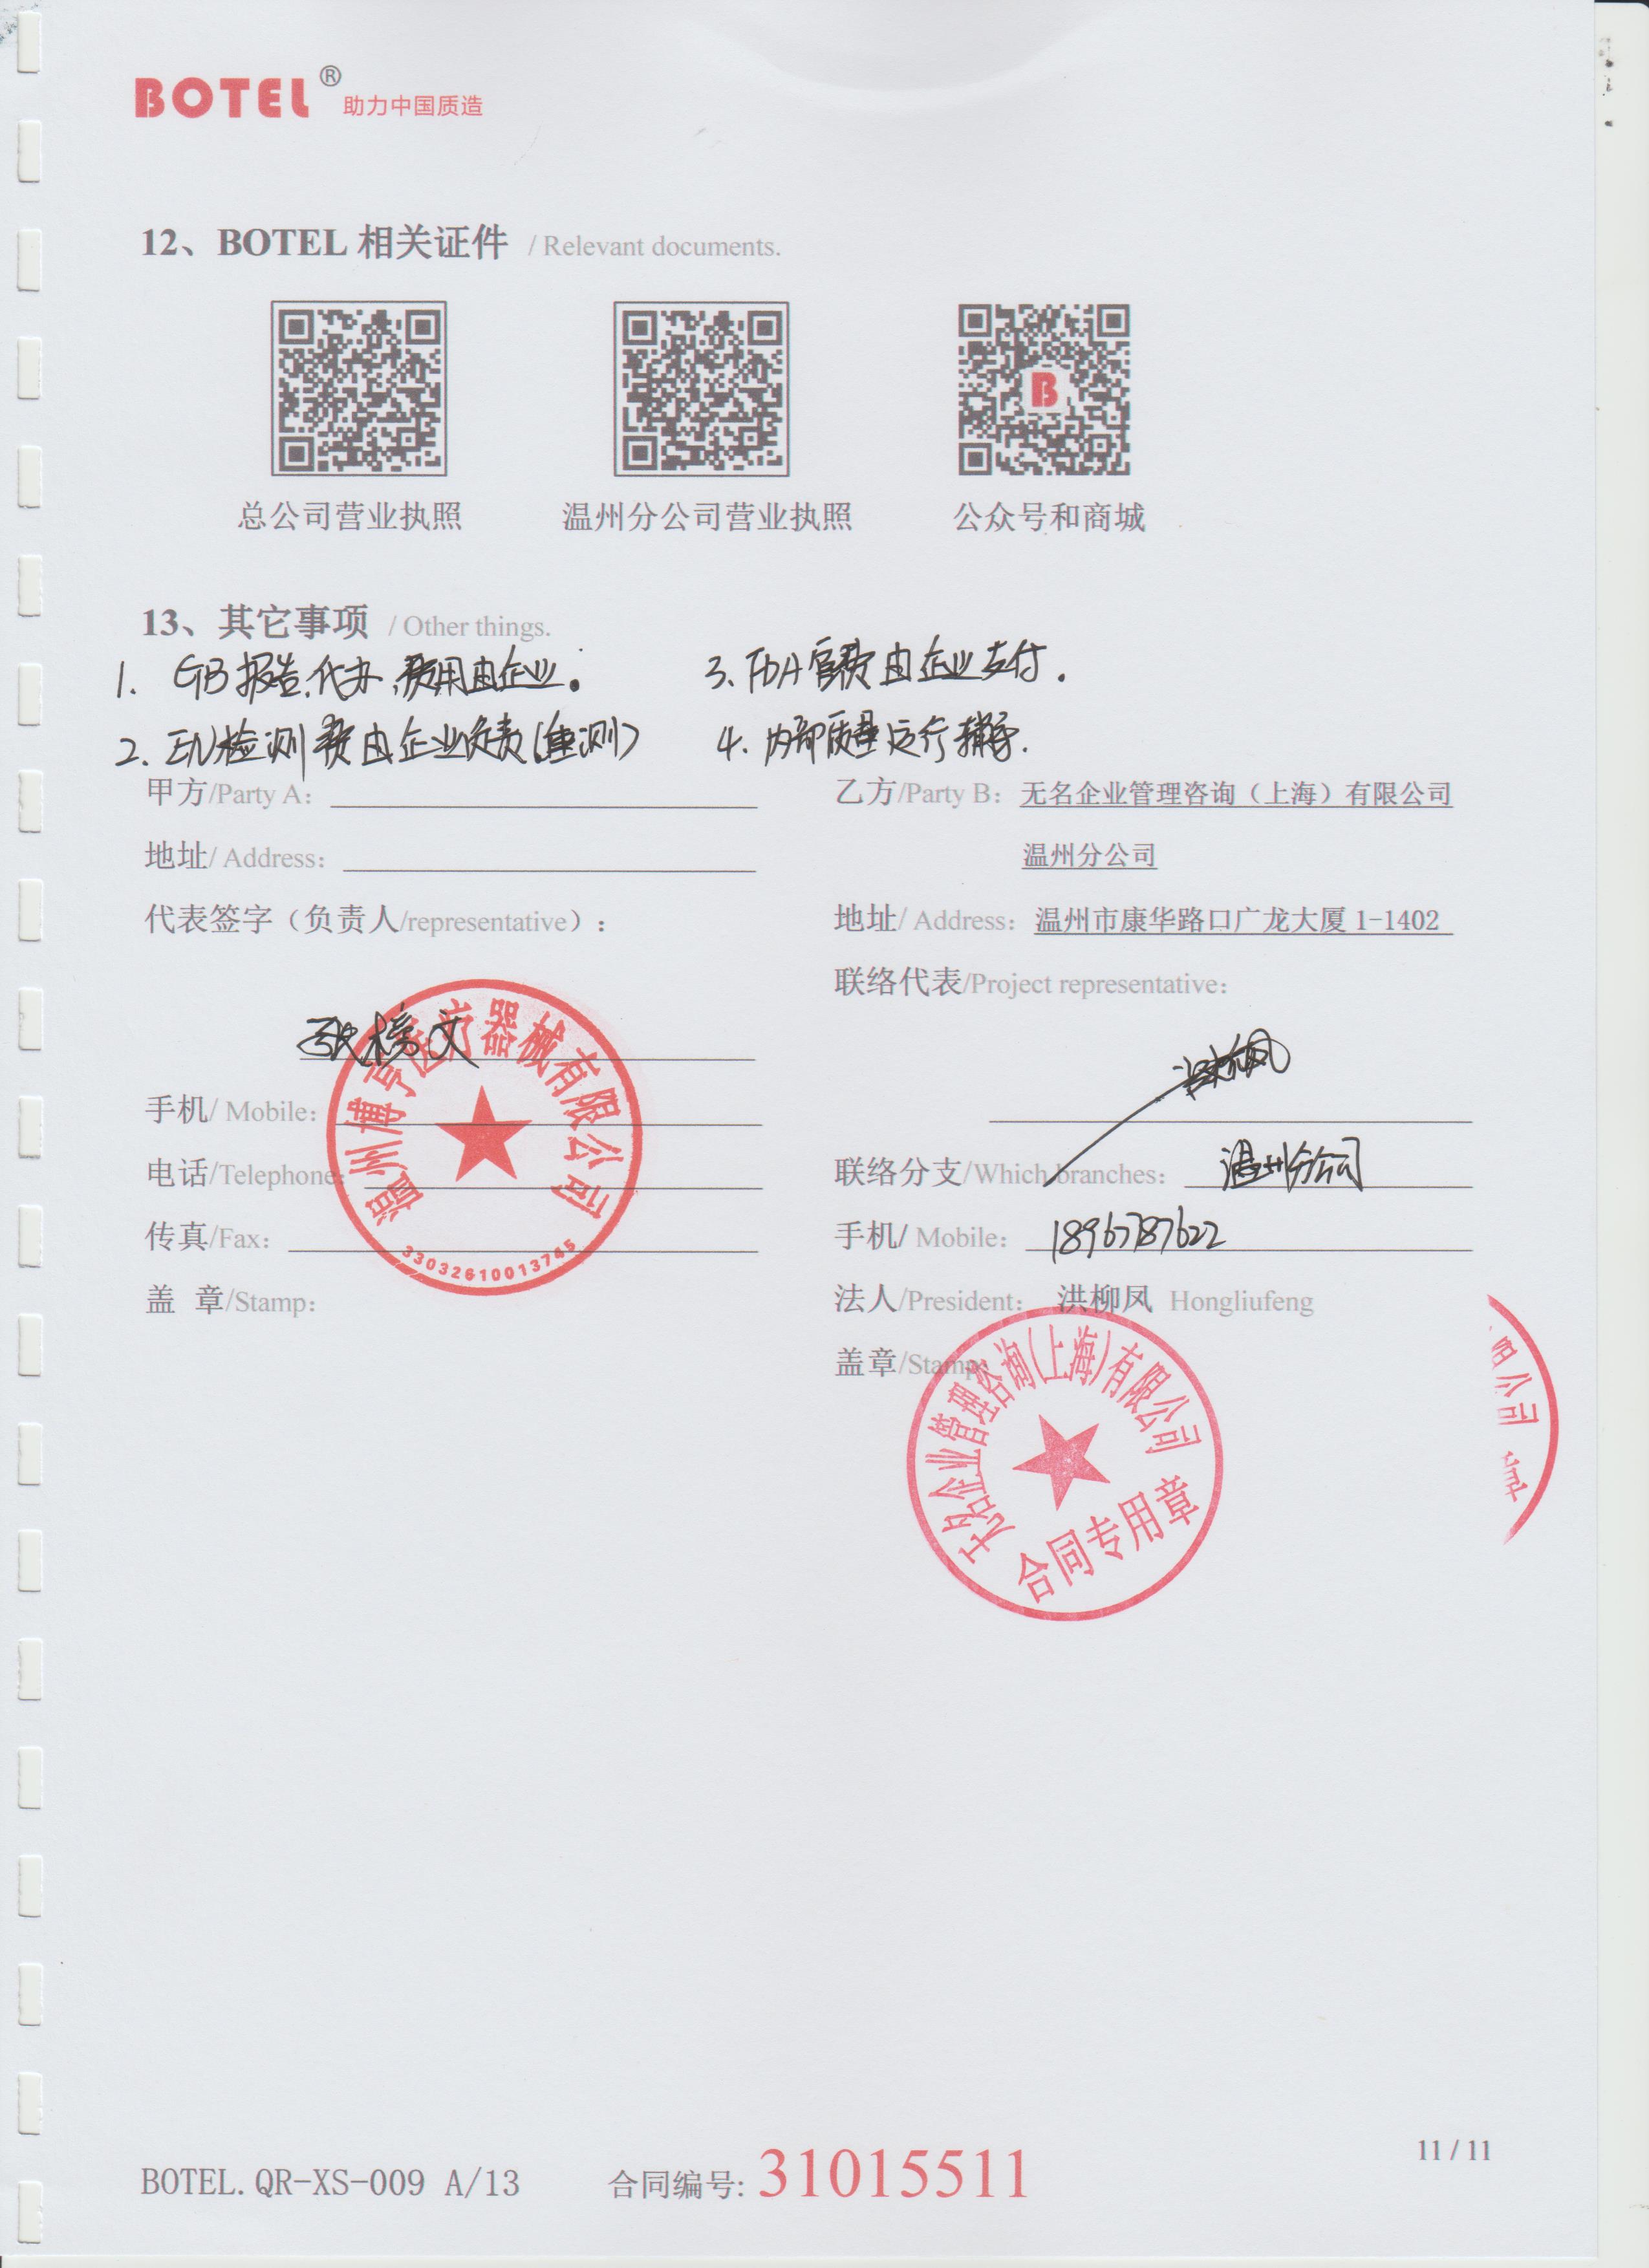 BOTEL® 助力中国质造
12、BOTEL 相关证件 / Relevant documents.
B
总公司营业执照 温州分公司营业执照 公众号和商城
13、其它事项 / Other things.
1. GB报告代办,费用由企业。 3. FDA官费由企业支付.
2. EN检测费由企业负责(重测) 4. 内部质量运行辅导.
甲方/Party A: 乙方/Party B: 无名企业管理咨询（上海）有限公司
地址/ Address: 温州分公司
代表签字（负责人/representative）: 地址/ Address: 温州市康华路口广龙大厦 1-1402
联络代表/Project representative:
张榜文
温州博亨医疗器械有限公司
手机/ Mobile:
电话/Telephone: 联络分支/Which branches: 温州分公司
传真/Fax: 手机/ Mobile: 18967787622
33032610013745
盖 章/Stamp: 法人/President: 洪柳凤 Hongliufeng
盖章/Stamp:
无名企业管理咨询(上海)有限公司
合同专用章
限公司
章
BOTEL.QR-XS-009 A/13 合同编号: 31015511 11 / 11